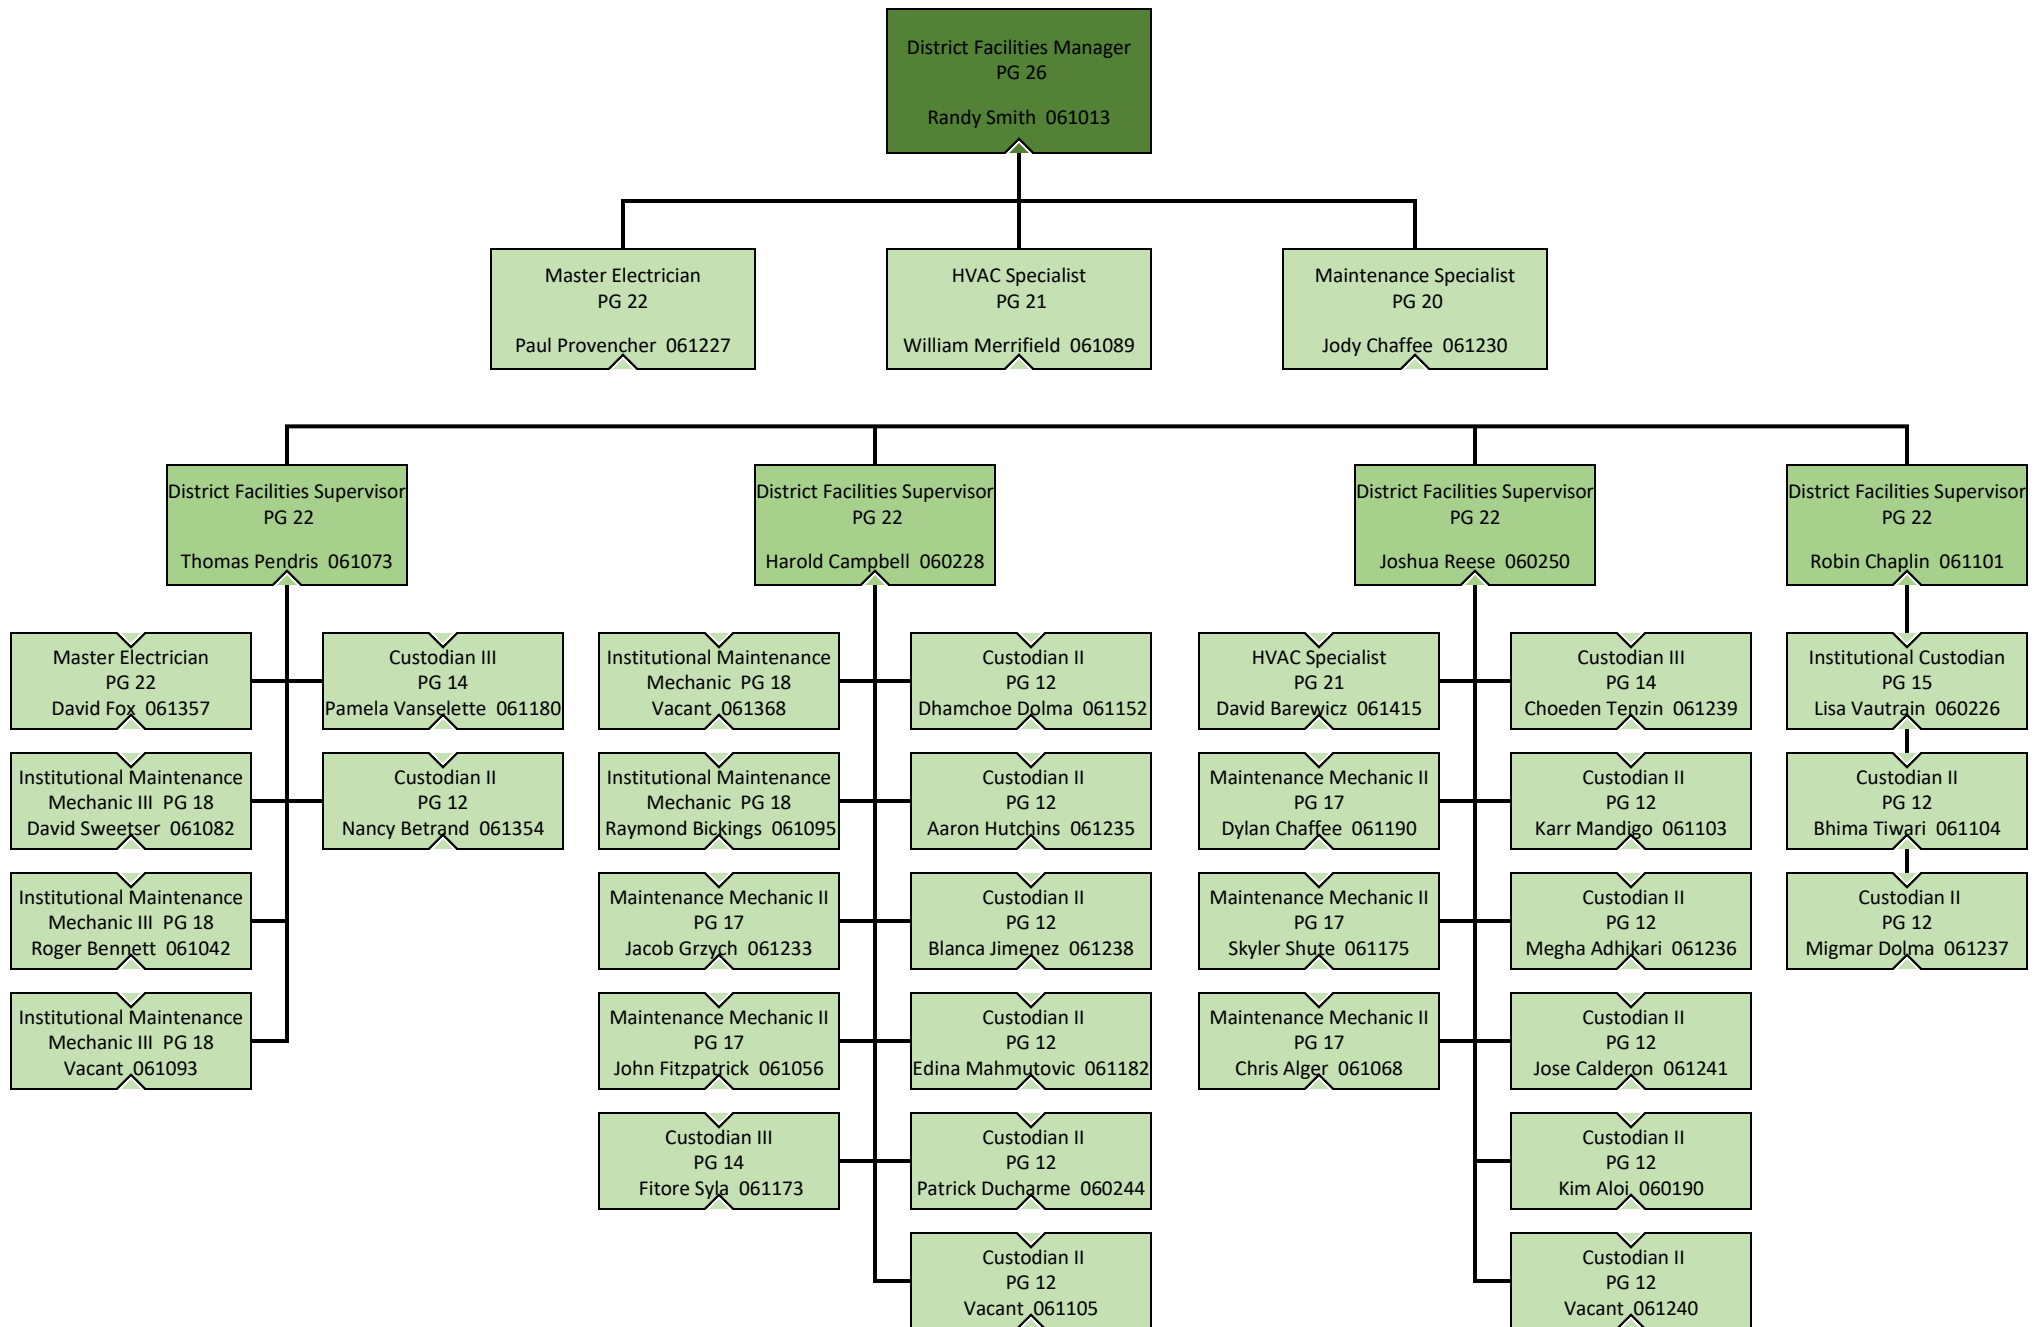 District Facilities Manager
PG 26
Randy Smith 061013
Master Electrician
PG 22
Paul Provencher 061227
HVAC Specialist
PG 21
William Merrifield 061089
Maintenance Specialist
PG 20
Jody Chaffee 061230
District Facilities Supervisor
PG 22
Thomas Pendris 061073
District Facilities Supervisor
PG 22
Harold Campbell 060228
District Facilities Supervisor
PG 22
Joshua Reese 060250
District Facilities Supervisor
PG 22
Robin Chaplin 061101
Master Electrician
PG 22
David Fox 061357
Custodian III
PG 14
Pamela Vanselette 061180
Institutional Maintenance
Mechanic III PG 18
David Sweetser 061082
Custodian II
PG 12
Nancy Betrand 061354
Institutional Maintenance
Mechanic III PG 18
Roger Bennett 061042
Institutional Maintenance
Mechanic III PG 18
Vacant 061093
Institutional Maintenance
Mechanic PG 18
Vacant 061368
Custodian II
PG 12
Dhamchoe Dolma 061152
Institutional Maintenance
Mechanic PG 18
Raymond Bickings 061095
Custodian II
PG 12
Aaron Hutchins 061235
Maintenance Mechanic II
PG 17
Jacob Grzych 061233
Custodian II
PG 12
Blanca Jimenez 061238
Maintenance Mechanic II
PG 17
John Fitzpatrick 061056
Custodian II
PG 12
Edina Mahmutovic 061182
Custodian III
PG 14
Fitore Syla 061173
Custodian II
PG 12
Patrick Ducharme 060244
Custodian II
PG 12
Vacant 061105
HVAC Specialist
PG 21
David Barewicz 061415
Custodian III
PG 14
Choeden Tenzin 061239
Maintenance Mechanic II
PG 17
Dylan Chaffee 061190
Custodian II
PG 12
Karr Mandigo 061103
Maintenance Mechanic II
PG 17
Skyler Shute 061175
Custodian II
PG 12
Megha Adhikari 061236
Maintenance Mechanic II
PG 17
Chris Alger 061068
Custodian II
PG 12
Jose Calderon 061241
Custodian II
PG 12
Kim Aloi 060190
Custodian II
PG 12
Vacant 061240
Institutional Custodian
PG 15
Lisa Vautrain 060226
Custodian II
PG 12
Bhima Tiwari 061104
Custodian II
PG 12
Migmar Dolma 061237